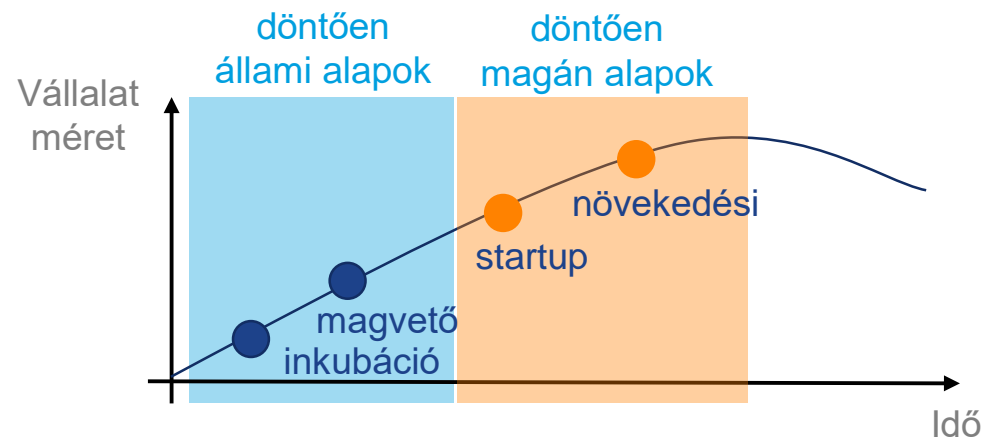 döntően
állami alapok
döntően
magán alapok
Vállalat
méret
növekedési
startup
magvető
inkubáció
Idő